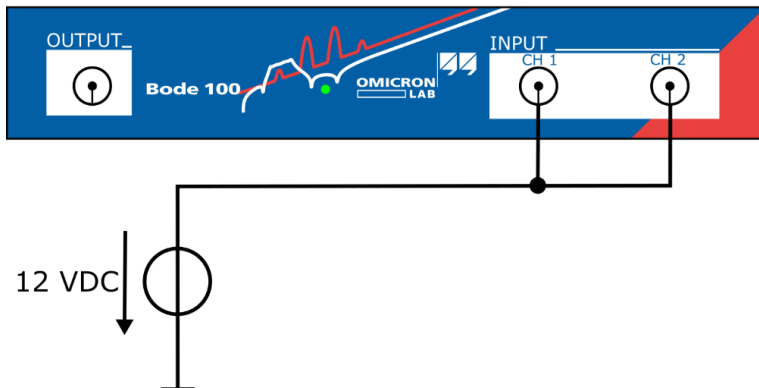 OUTPUT
INPUT
CH 1
CH 2
Bode 100
OMICRON
LAB
12 VDC